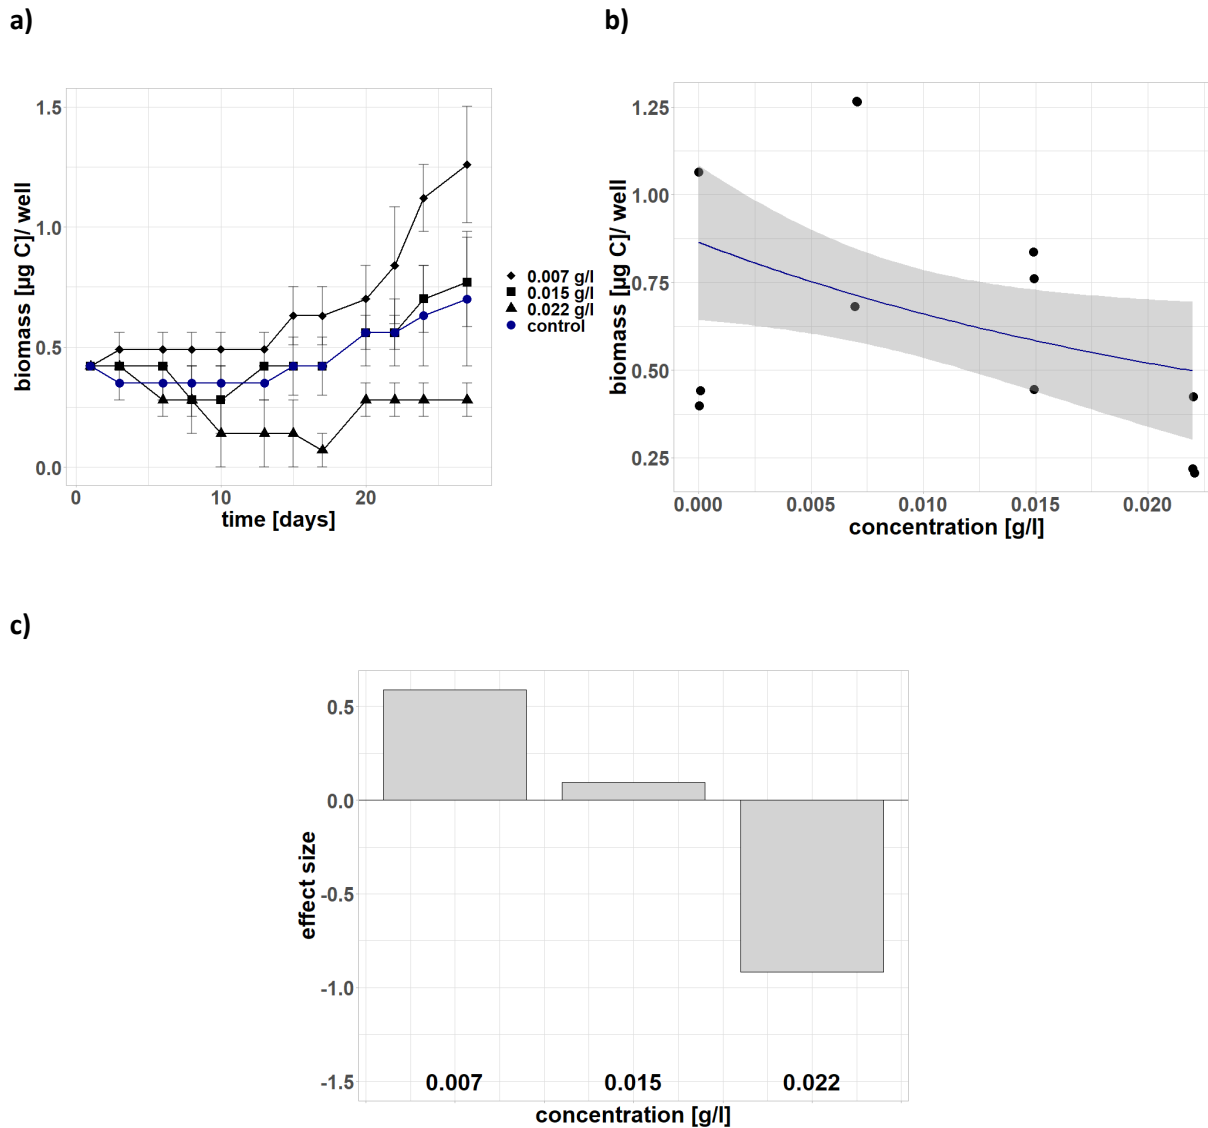 a)
1.5
1.0
0.5
0.0
0 10 20
biomass [µg C]/ well
time [days]
0.007 g/l
0.015 g/l
0.022 g/l
control
b)
1.25
1.00
0.75
0.50
0.25
0.000 0.005 0.010 0.015 0.020
biomass [µg C]/ well
concentration [g/l]
c)
0.5
0.0
-0.5
-1.0
-1.5
effect size
0.007 0.015 0.022
concentration [g/l]